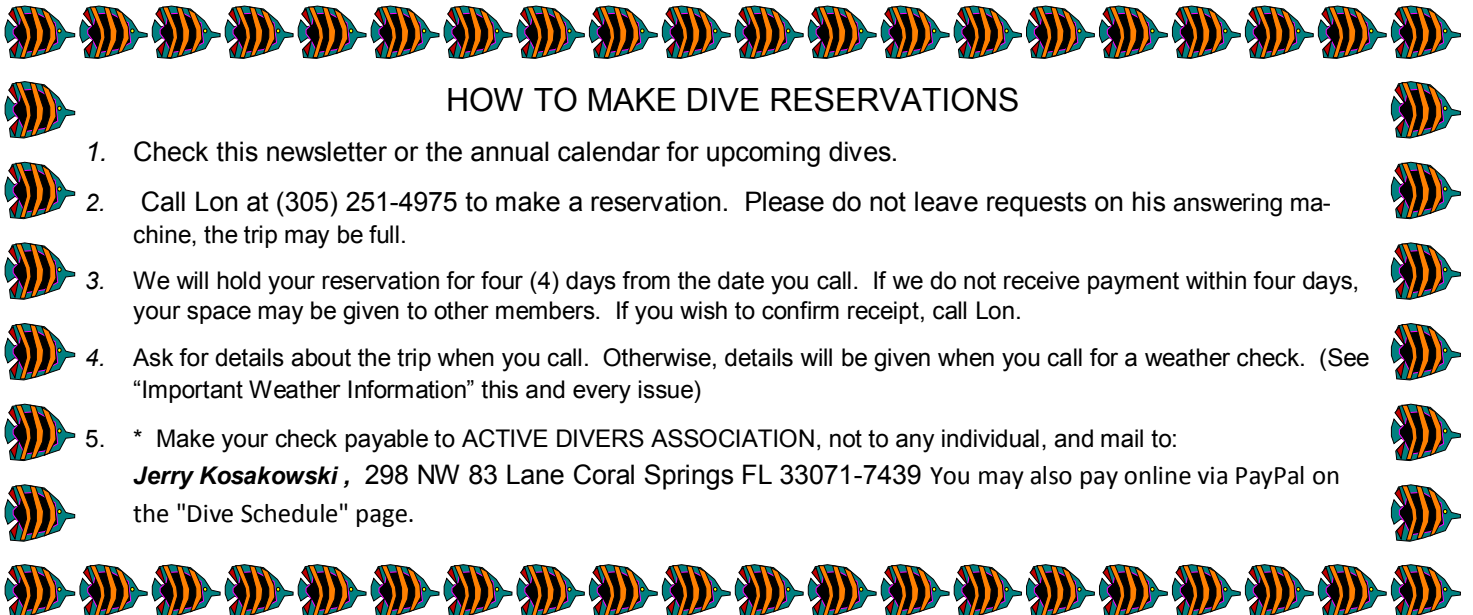 HOW TO MAKE DIVE RESERVATIONS
1. Check this newsletter or the annual calendar for upcoming dives.
2. Call Lon at (305) 251-4975 to make a reservation. Please do not leave requests on his answering ma-
chine, the trip may be full.
3. We will hold your reservation for four (4) days from the date you call. If we do not receive payment within four days,
your space may be given to other members. If you wish to confirm receipt, call Lon.
4. Ask for details about the trip when you call. Otherwise, details will be given when you call for a weather check. (See
“Important Weather Information” this and every issue)
5. * Make your check payable to ACTIVE DIVERS ASSOCIATION, not to any individual, and mail to:
Jerry Kosakowski , 298 NW 83 Lane Coral Springs FL 33071-7439 You may also pay online via PayPal on
the "Dive Schedule" page.